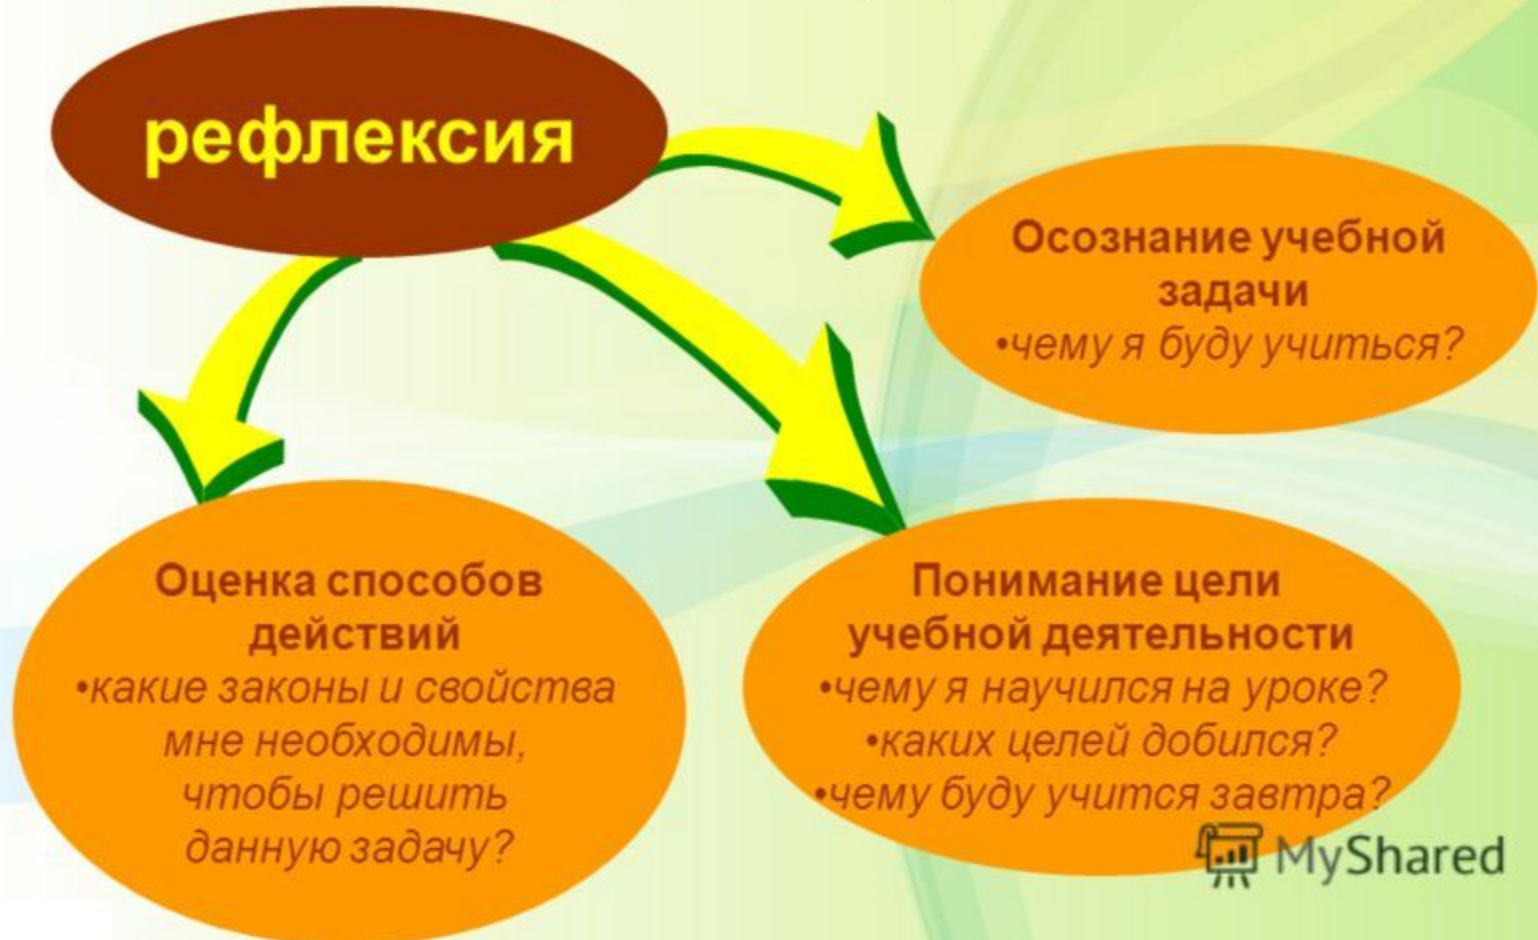 рефлексия
Осознание учебной
задачи
•чему я буду учиться?
Оценка способов
действий
•какие законы и свойства
мне необходимы,
чтобы решить
данную задачу?
Понимание цели
учебной деятельности
•чему я научился на уроке?
•каких целей добился?
•чему буду учится завтра?
MyShared